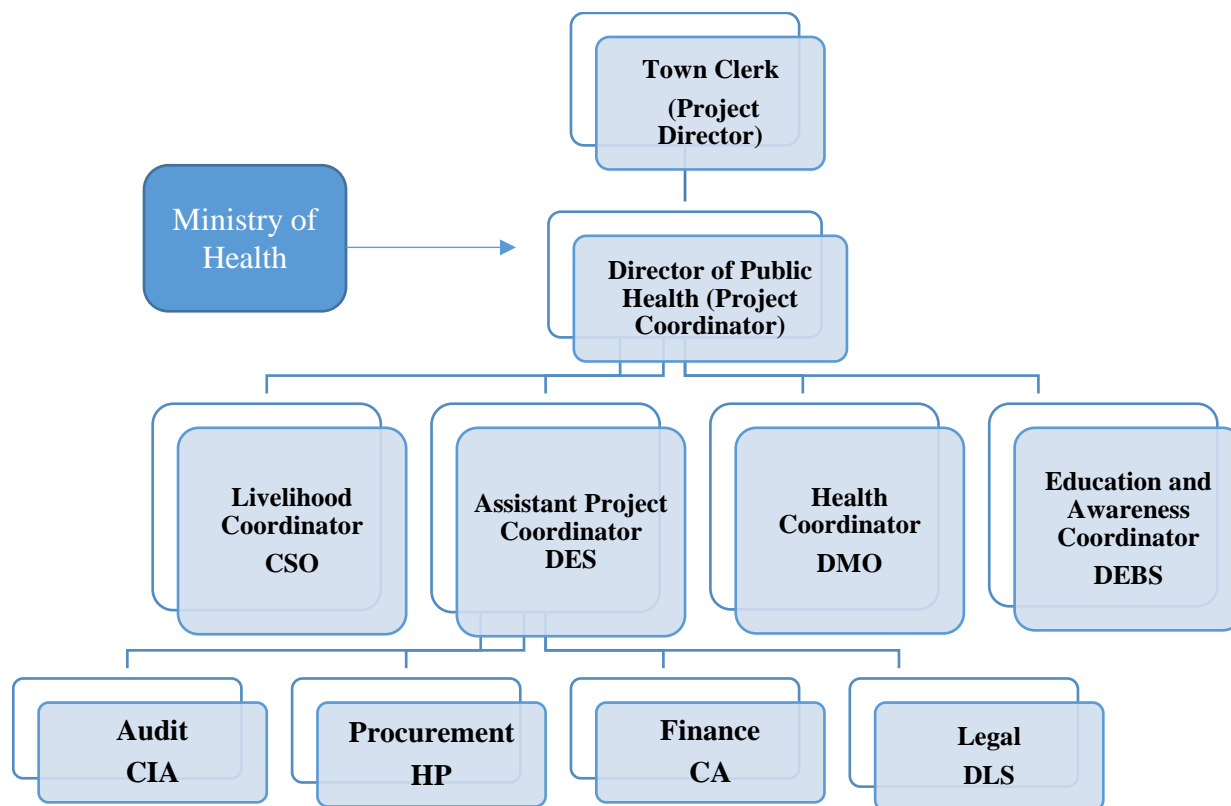 Town Clerk
(Project
Director)
Ministry of
Health
Director of Public
Health (Project
Coordinator)
Livelihood
Coordinator
CSO
Assistant Project
Coordinator
DES
Health
Coordinator
DMO
Education and
Awareness
Coordinator
DEBS
Audit
CIA
Procurement
HP
Finance
CA
Legal
DLS